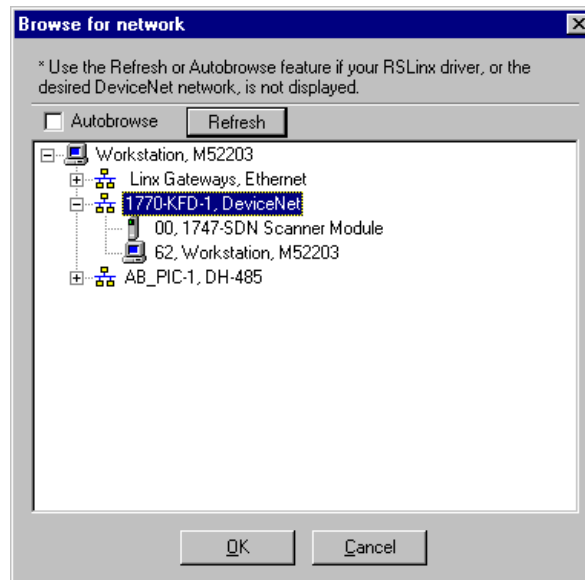 Browse for network
* Use the Refresh or Autobrowse feature if your RSLinx driver, or the
desired DeviceNet network, is not displayed.
Autobrowse Refresh
Workstation, M52203
Linx Gateways, Ethernet
1770-KFD-1, DeviceNet
00, 1747-SDN Scanner Module
62, Workstation, M52203
AB_PIC-1, DH-485
OK Cancel